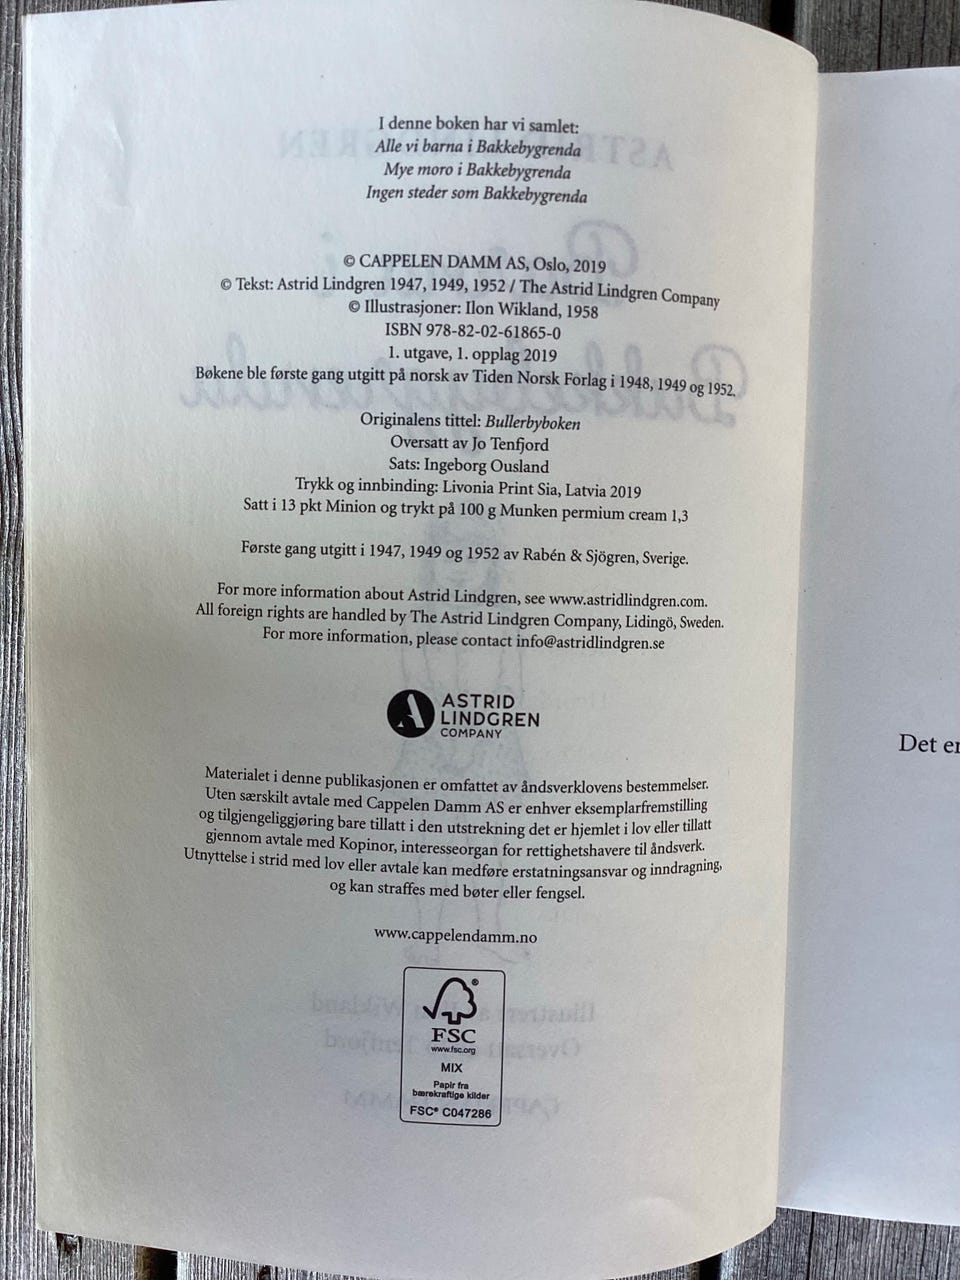 I denne boken har vi samlet:
Alle vi barna i Bakkebygrenda
Mye moro i Bakkebygrenda
Ingen steder som Bakkebygrenda
© CAPPELEN DAMM AS, Oslo, 2019
© Tekst: Astrid Lindgren 1947, 1949, 1952 / The Astrid Lindgren Company
© Illustrasjoner: Ilon Wikland, 1958
ISBN 978-82-02-61865-0
1. utgave, 1. opplag 2019
Bøkene ble første gang utgitt på norsk av Tiden Norsk Forlag i 1948, 1949 og 1952.
Originalens tittel: Bullerbyboken
Oversatt av Jo Tenfjord
Sats: Ingeborg Ousland
Trykk og innbinding: Livonia Print Sia, Latvia 2019
Satt i 13 pkt Minion og trykt på 100 g Munken permium cream 1,3
Første gang utgitt i 1947, 1949 og 1952 av Rabén & Sjögren, Sverige.
For more information about Astrid Lindgren, see www.astridlindgren.com.
All foreign rights are handled by The Astrid Lindgren Company, Lidingö, Sweden.
For more information, please contact info@astridlindgren.se
ASTRID
LINDGREN
COMPANY
Materialet i denne publikasjonen er omfattet av åndsverklovens bestemmelser.
Uten særskilt avtale med Cappelen Damm AS er enhver eksemplarfremstilling
og tilgjengeliggjøring bare tillatt i den utstrekning det er hjemlet i lov eller tillatt
gjennom avtale med Kopinor, interesseorgan for rettighetshavere til åndsverk.
Utnyttelse i strid med lov eller avtale kan medføre erstatningsansvar og inndragning,
og kan straffes med bøter eller fengsel.
www.cappelendamm.no
FSC
www.fsc.org
MIX
Papir fra
bærekraftige kilder
FSC® C047286
Det er